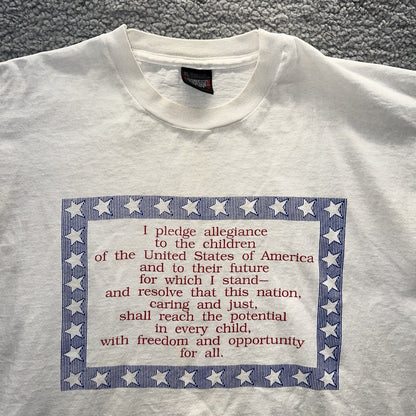 I pledge allegiance
to the children
of the United States of America
and to their future
for which I stand—
and resolve that this nation,
caring and just,
shall reach the potential
in every child,
with freedom and opportunity
for all.